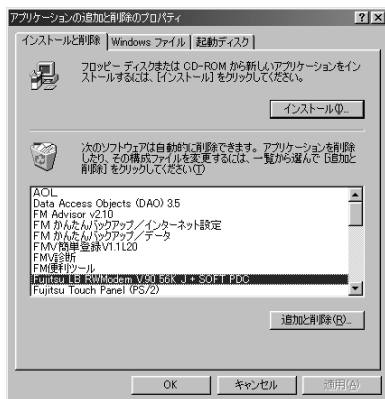 アプリケーションの追加と削除のプロパティ
インストールと削除
Windows ファイル
起動ディスク
フロッピー ディスクまたは CD-ROM から新しいアプリケーションをイン
ストールするには、[インストール] をクリックしてください。
インストール(I)...
次のソフトウェアは自動的に削除できます。アプリケーションを削除
したり、その構成ファイルを変更するには、一覧から選んで [追加と
削除] をクリックしてください(T)
AOL
Data Access Objects (DAO) 3.5
FM Advisor v2.10
FM かんたんバックアップ／インターネット設定
FM かんたんバックアップ／データ
FMV簡単登録V1.1L20
FMV診断
FM便利ツール
Fujitsu LB RWModem V.90 56K J + SOFT PDC
Fujitsu Touch Panel (PS/2)
追加と削除(R)...
OK
キャンセル
適用(A)